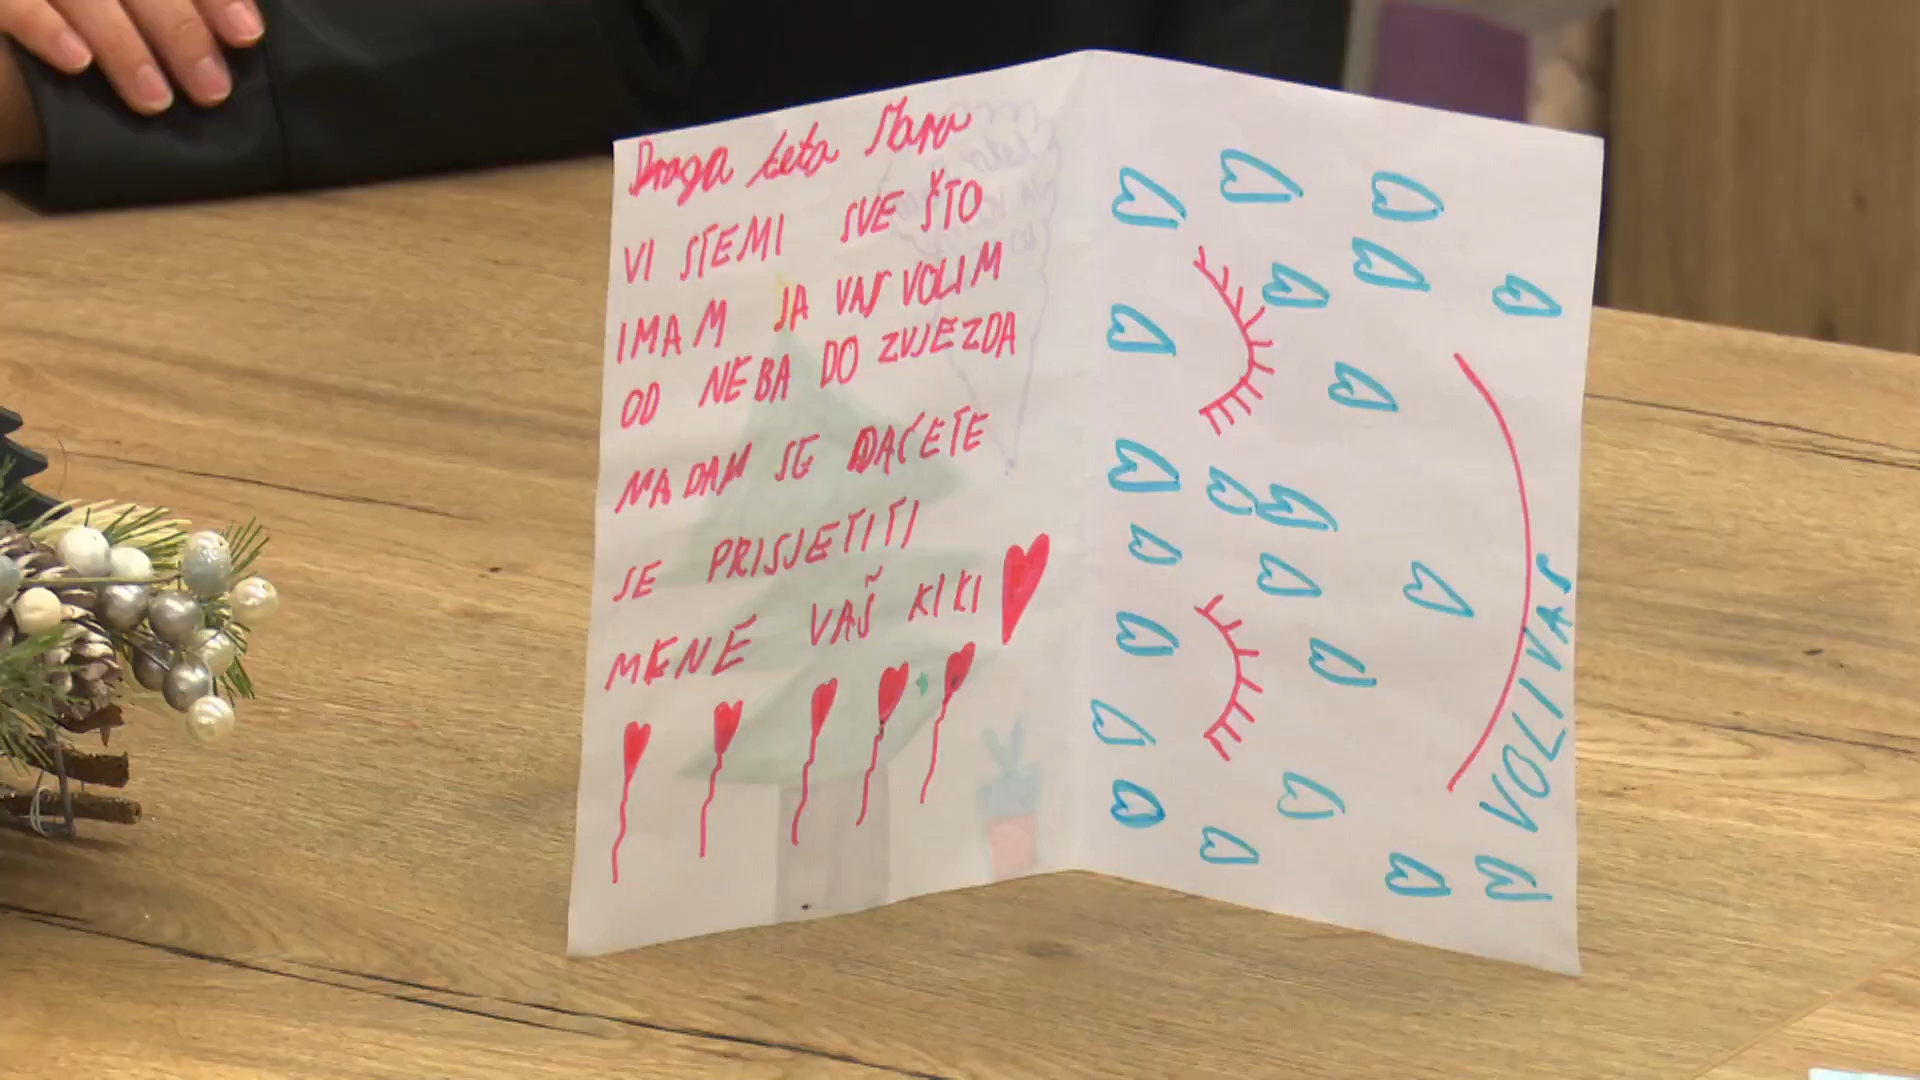 Draga teta Mara
VI STEMI SVE ŠTO
IMAM JA VAS VOLIM
OD NEBA DO ZVJEZDA
NADAM SE DAĆETE
SE PRISJETITI
MENE VAŠ KIKI
VOLI VAS